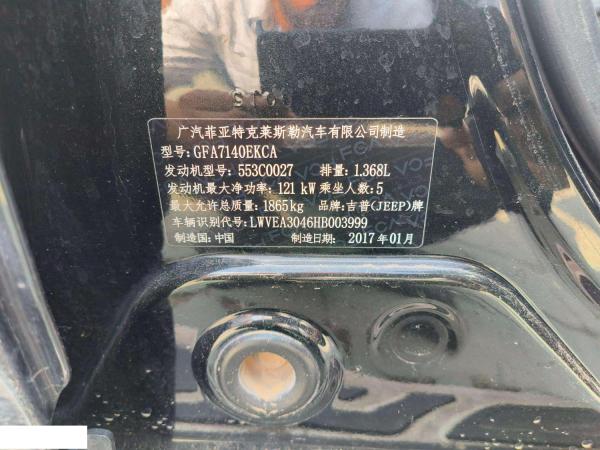 广汽菲亚特克莱斯勒汽车有限公司制造
型号:GFA7140EKCA
发动机型号:553C0027 排量:1.368L
发动机最大净功率:121 kW 乘坐人数:5
最大允许总质量:1865kg 品牌:吉普(JEEP)牌
车辆识别代号:LWVEA3046HB003999
制造国:中国 制造日期: 2017年01月